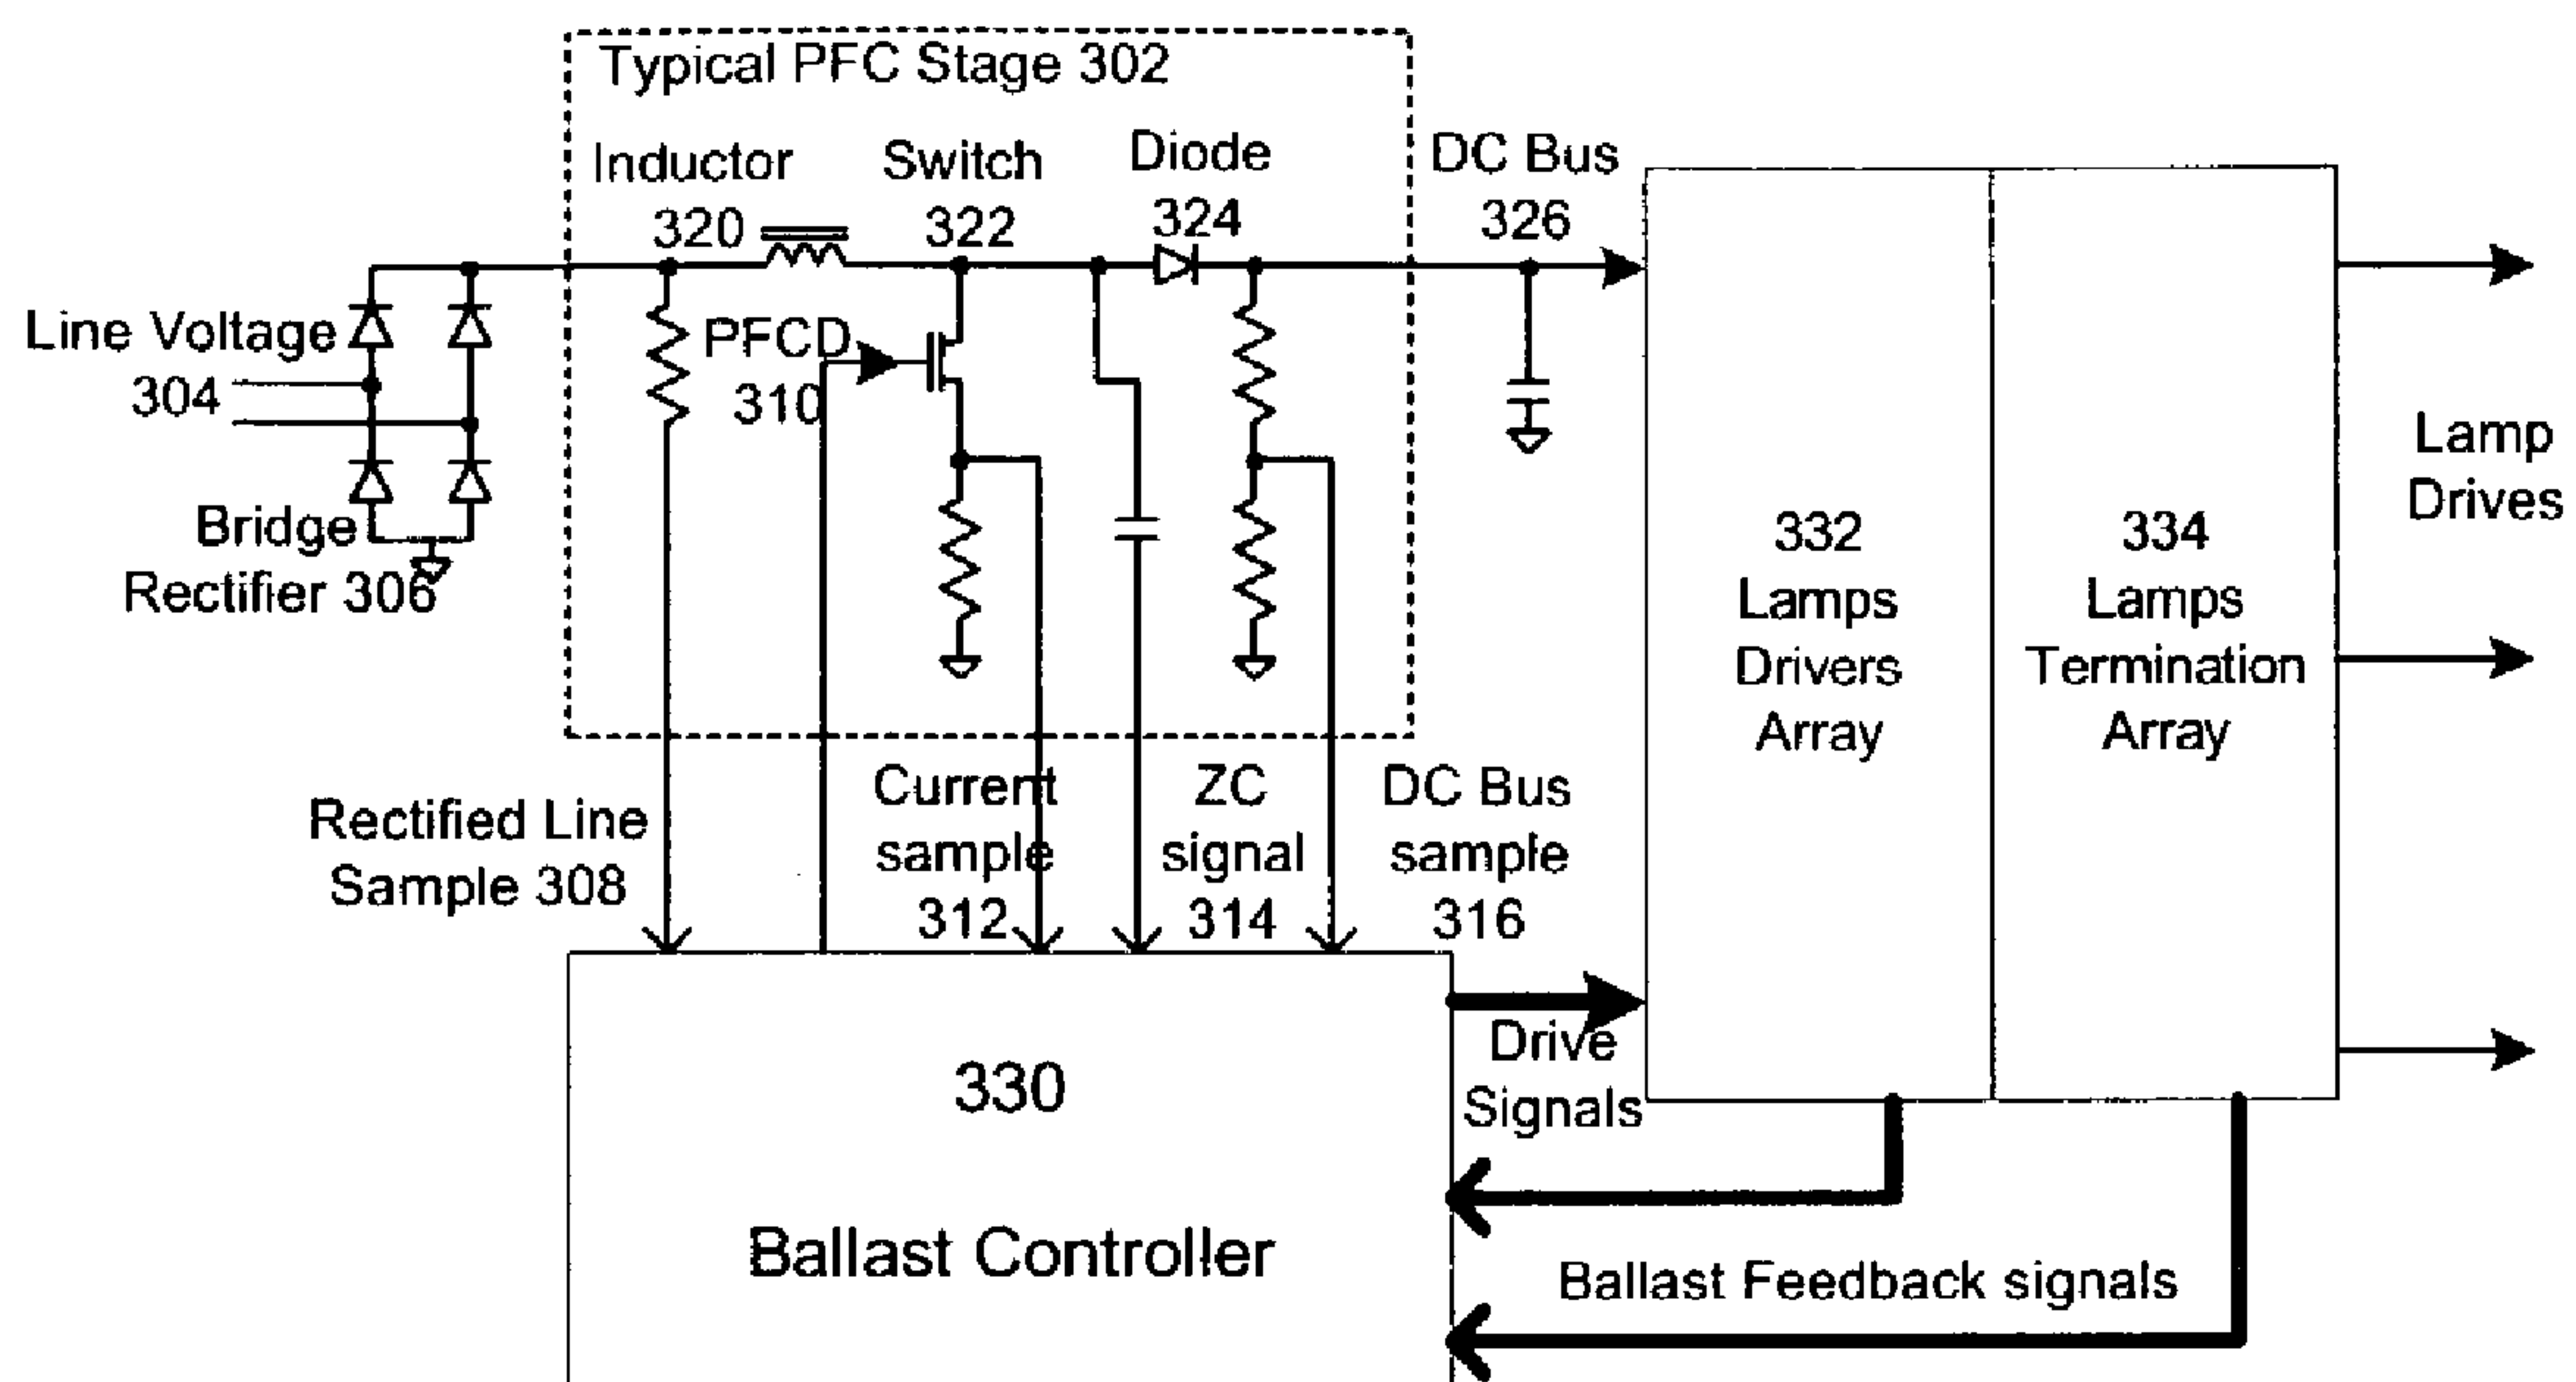 Typical PFC Stage 302
Inductor
320
Switch
322
Diode
324
DC Bus
326
Line Voltage
304
PFCD
310
Bridge
Rectifier 306
Lamp
Drives
332
Lamps
Drivers
Array
334
Lamps
Termination
Array
Rectified Line
Sample 308
Current
sample
312
ZC
signal
314
DC Bus
sample
316
Drive
Signals
330
Ballast Controller
Ballast Feedback signals